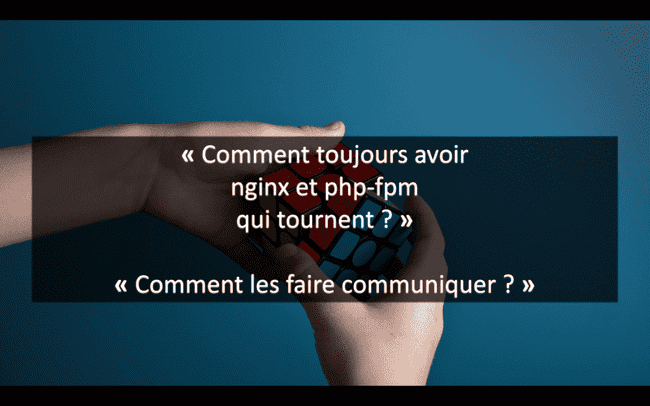 « Comment toujours avoir
nginx et php-fpm
qui tournent ? »
« Comment les faire communiquer ? »